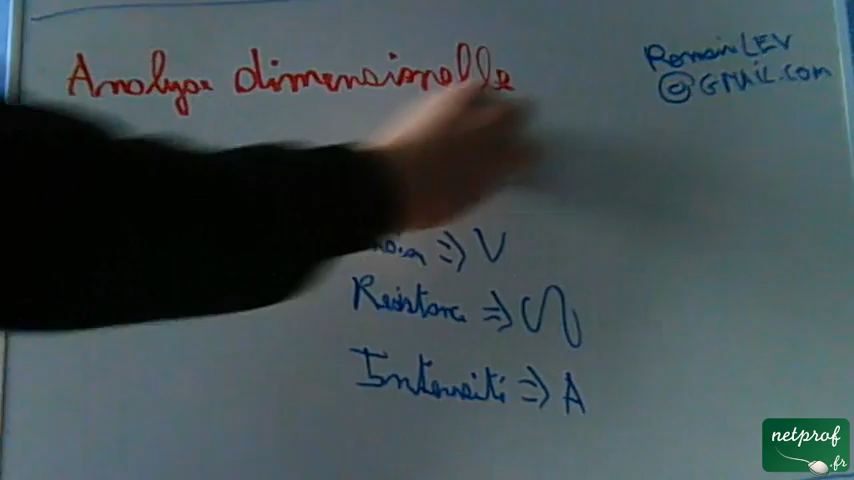 Analyse dimensionnelle
RomainLEV
@GMAIL.com
=> V
Resistance => Ω
Intensité => A
netprof
.fr